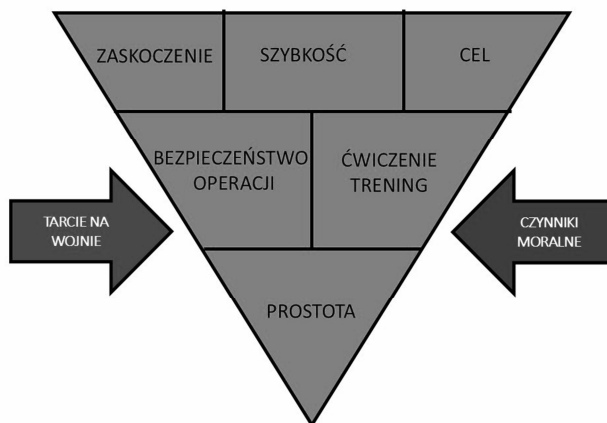 ZASKOCZENIE
SZYBKOŚĆ
CEL
BEZPIECZEŃSTWO
OPERACJI
ĆWICZENIE
TRENING
TARCIE NA
WOJNIE
CZYNNIKI
MORALNE
PROSTOTA